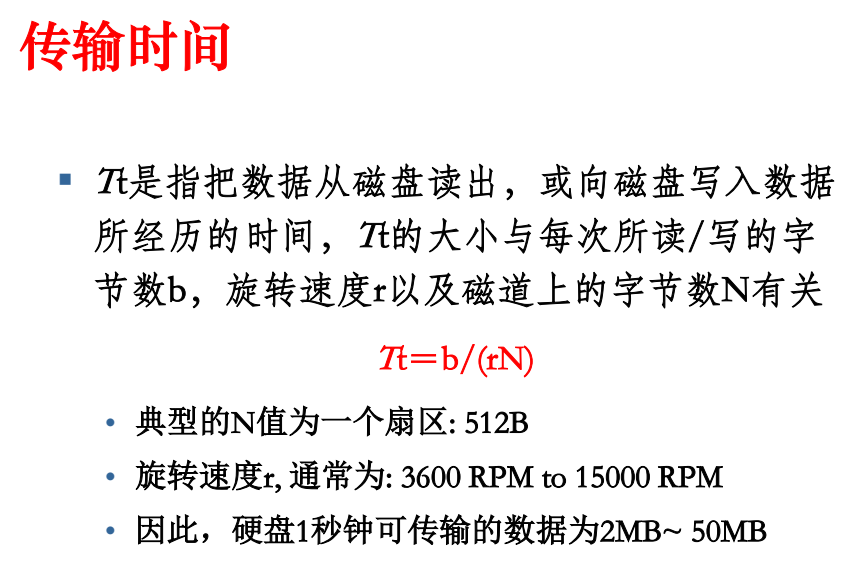 传输时间
▪ Tt是指把数据从磁盘读出，或向磁盘写入数据
所经历的时间，Tt的大小与每次所读/写的字
节数b，旋转速度r以及磁道上的字节数N有关
Tt＝b/(rN)
• 典型的N值为一个扇区: 512B
• 旋转速度r, 通常为: 3600 RPM to 15000 RPM
• 因此，硬盘1秒钟可传输的数据为2MB~ 50MB